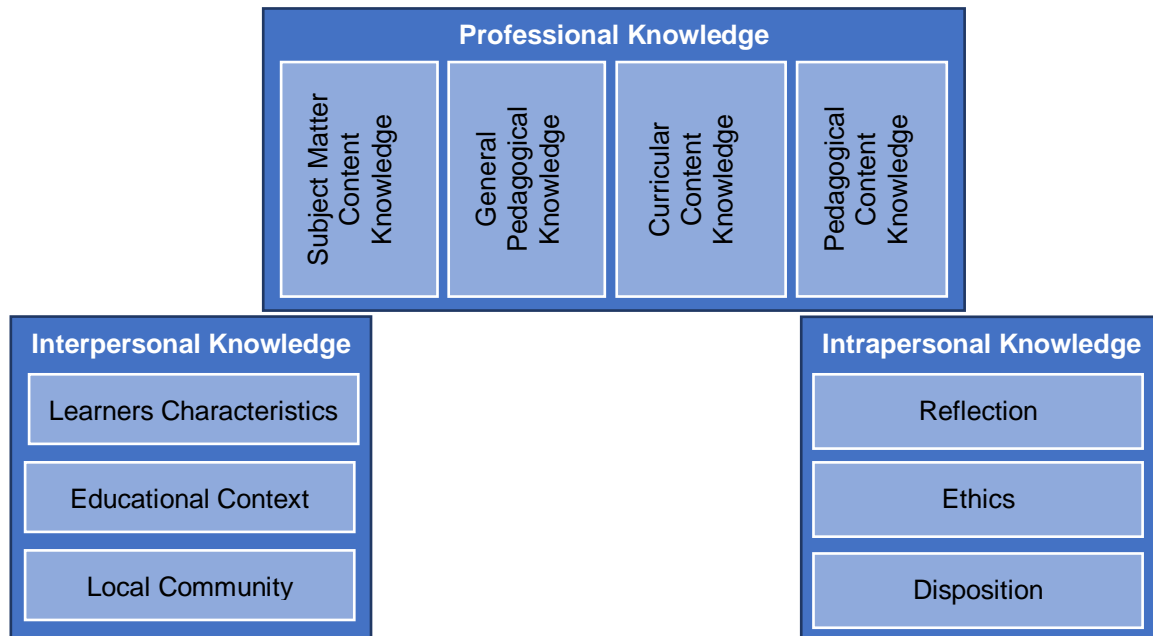 Professional Knowledge
Subject Matter
Content
Knowledge
General
Pedagogical
Knowledge
Curricular
Content
Knowledge
Pedagogical
Content
Knowledge
Interpersonal Knowledge
Learners Characteristics
Educational Context
Local Community
Intrapersonal Knowledge
Reflection
Ethics
Disposition